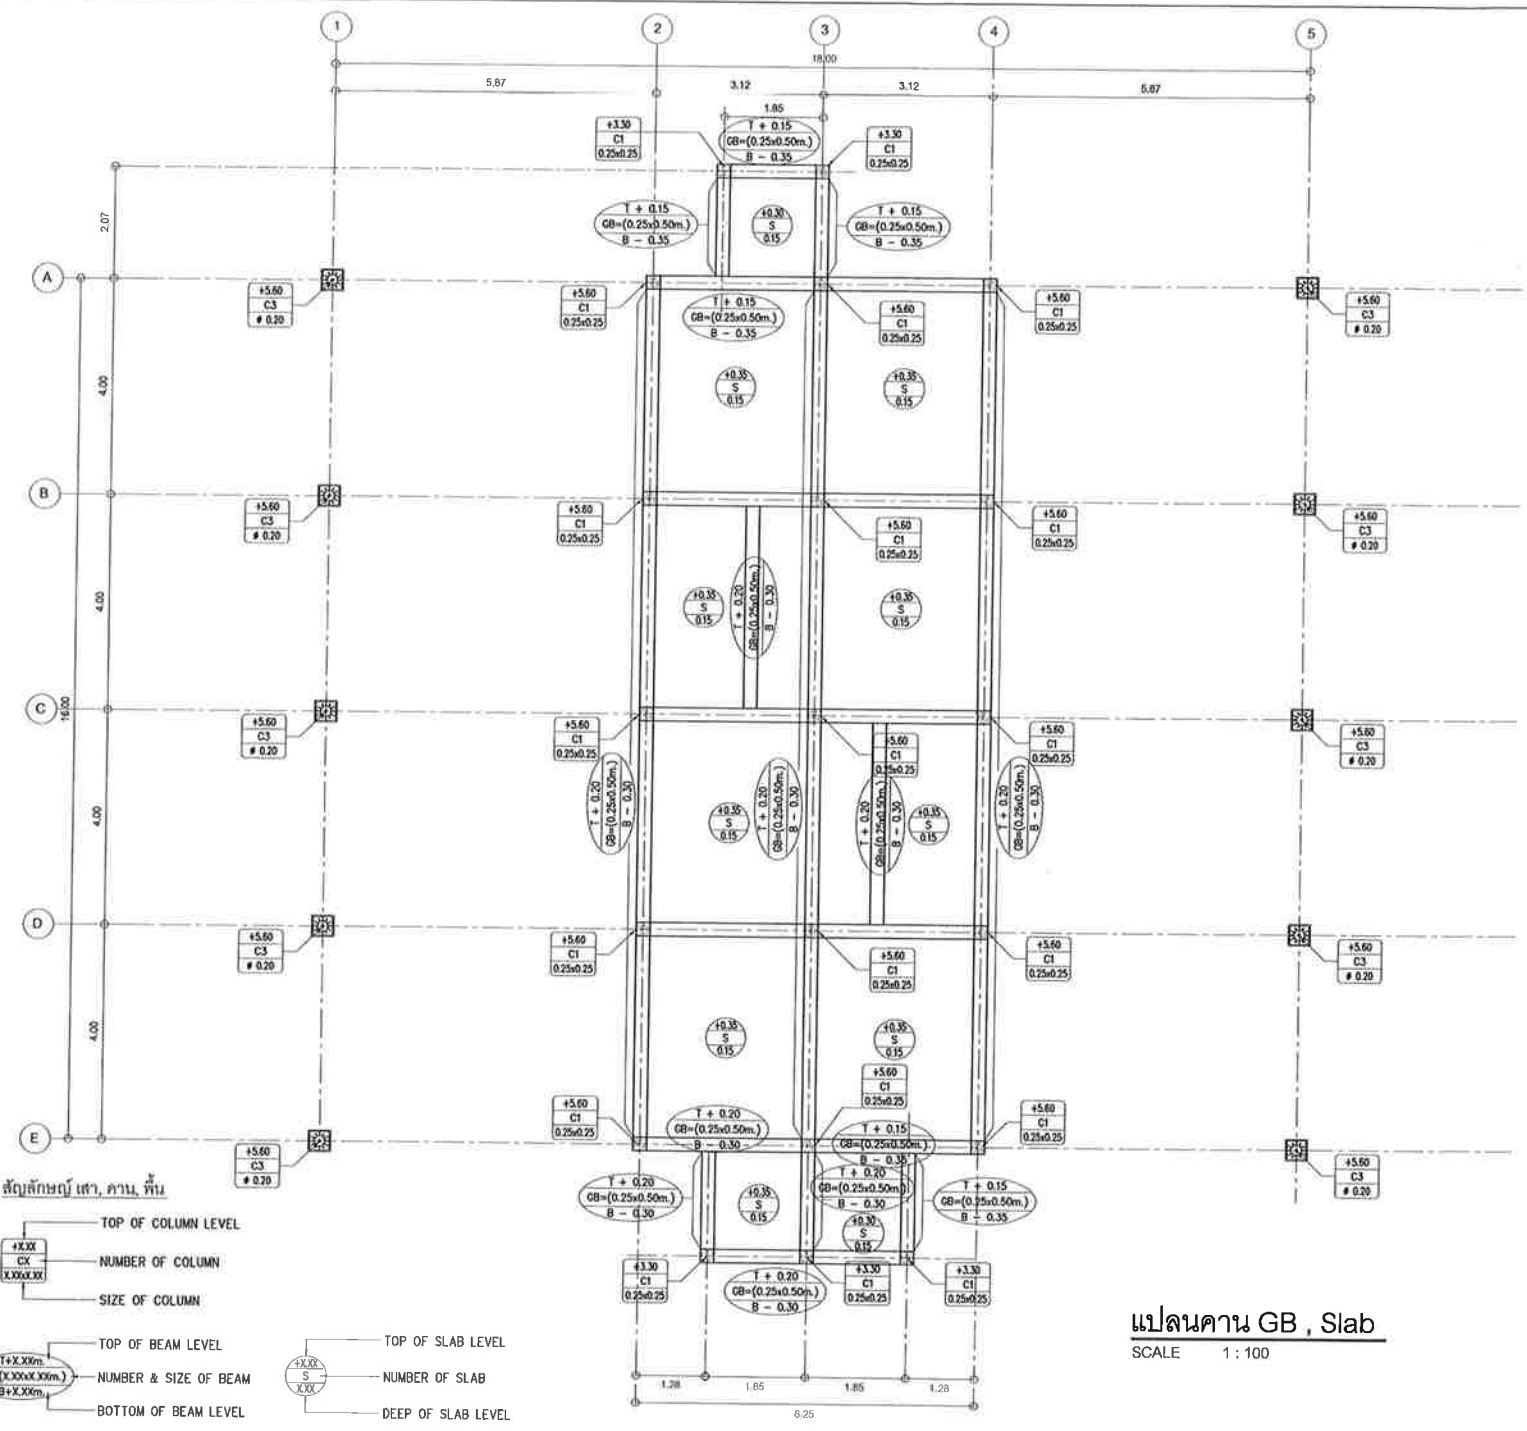 1
2
3
4
5
18.00
5.87
3.12
3.12
5.87
1.85
+3.30
C1
0.25x0.25
T + 0.15
GB=(0.25x0.50m.)
B - 0.35
+3.30
C1
0.25x0.25
2.07
T + 0.15
GB=(0.25x0.50m.)
B - 0.35
+0.30
S
0.15
T + 0.15
GB=(0.25x0.50m.)
B - 0.35
A
+5.60
C3
# 0.20
+5.60
C1
0.25x0.25
T + 0.15
GB=(0.25x0.50m.)
B - 0.35
+5.60
C1
0.25x0.25
+5.60
C1
0.25x0.25
+5.60
C3
# 0.20
4.00
+0.35
S
0.15
+0.35
S
0.15
B
+5.60
C3
# 0.20
+5.60
C1
0.25x0.25
+5.60
C1
0.25x0.25
+5.60
C1
0.25x0.25
+5.60
C3
# 0.20
4.00
+0.35
S
0.15
T + 0.20
GB=(0.25x0.50m.)
B - 0.30
+0.35
S
0.15
C
16.00
+5.60
C3
# 0.20
+5.60
C1
0.25x0.25
+5.60
C1
0.25x0.25
+5.60
C1
0.25x0.25
+5.60
C3
# 0.20
4.00
T + 0.20
GB=(0.25x0.50m.)
B - 0.30
+0.35
S
0.15
T + 0.20
GB=(0.25x0.50m.)
B - 0.30
T + 0.20
GB=(0.25x0.50m.)
B - 0.30
+0.35
S
0.15
T + 0.20
GB=(0.25x0.50m.)
B - 0.30
D
+5.60
C3
# 0.20
+5.60
C1
0.25x0.25
+5.60
C1
0.25x0.25
+5.60
C1
0.25x0.25
+5.60
C3
# 0.20
4.00
+0.35
S
0.15
+0.35
S
0.15
+5.60
C1
0.25x0.25
E
+5.60
C3
# 0.20
+5.60
C1
0.25x0.25
T + 0.20
GB=(0.25x0.50m.)
B - 0.30
T + 0.15
GB=(0.25x0.50m.)
B - 0.35
+5.60
C1
0.25x0.25
+5.60
C3
# 0.20
T + 0.20
GB=(0.25x0.50m.)
B - 0.30
+0.35
S
0.15
T + 0.20
GB=(0.25x0.50m.)
B - 0.30
+0.30
S
0.15
T + 0.15
GB=(0.25x0.50m.)
B - 0.35
+3.30
C1
0.25x0.25
T + 0.20
GB=(0.25x0.50m.)
B - 0.30
+3.30
C1
0.25x0.25
+3.30
C1
0.25x0.25
1.28
1.85
1.85
1.28
6.25
สัญลักษณ์ เสา, คาน, พื้น
TOP OF COLUMN LEVEL
+X.XX
CX
X.XXxX.XX
NUMBER OF COLUMN
SIZE OF COLUMN
TOP OF BEAM LEVEL
T+X.XXm.
(X.XXxX.XXm.)
B+X.XXm.
NUMBER & SIZE OF BEAM
BOTTOM OF BEAM LEVEL
TOP OF SLAB LEVEL
+X.XX
S
X.XX
NUMBER OF SLAB
DEEP OF SLAB LEVEL
แปลนคาน GB , Slab
SCALE 1 : 100